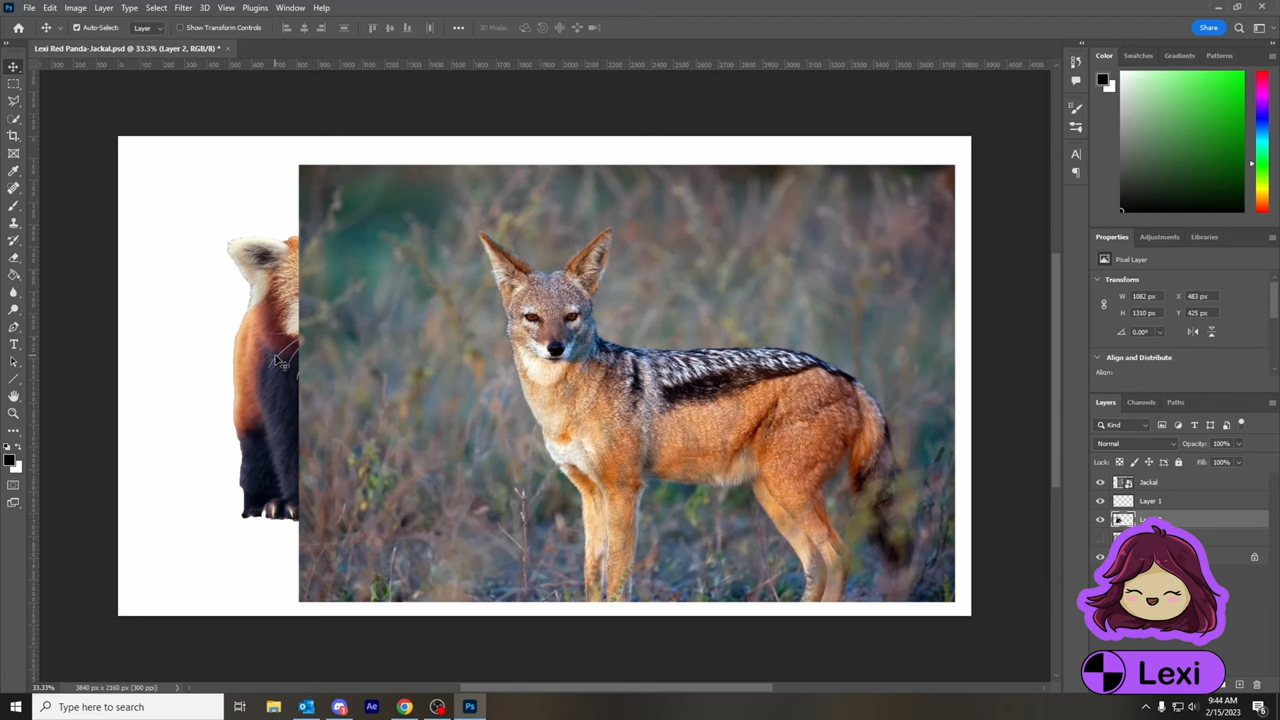 File Edit Image Layer Type Select Filter 3D View Plugins Window Help
Auto-Select: Layer Show Transform Controls 3D Mode: Share
Lexi Red Panda-Jackal.psd @ 33.3% (Layer 2, RGB/8) *
Color Swatches Gradients Patterns
Properties Adjustments Libraries
Pixel Layer
Transform
W 1082 px X 483 px
H 1310 px Y 425 px
0.00°
Align and Distribute
Align:
Layers Channels Paths
Kind
Normal Opacity: 100%
Lock: Fill: 100%
Jackal
Layer 1
Lexi
33.33% 3840 px x 2160 px (300 ppi)
Type here to search
9:44 AM
2/15/2023